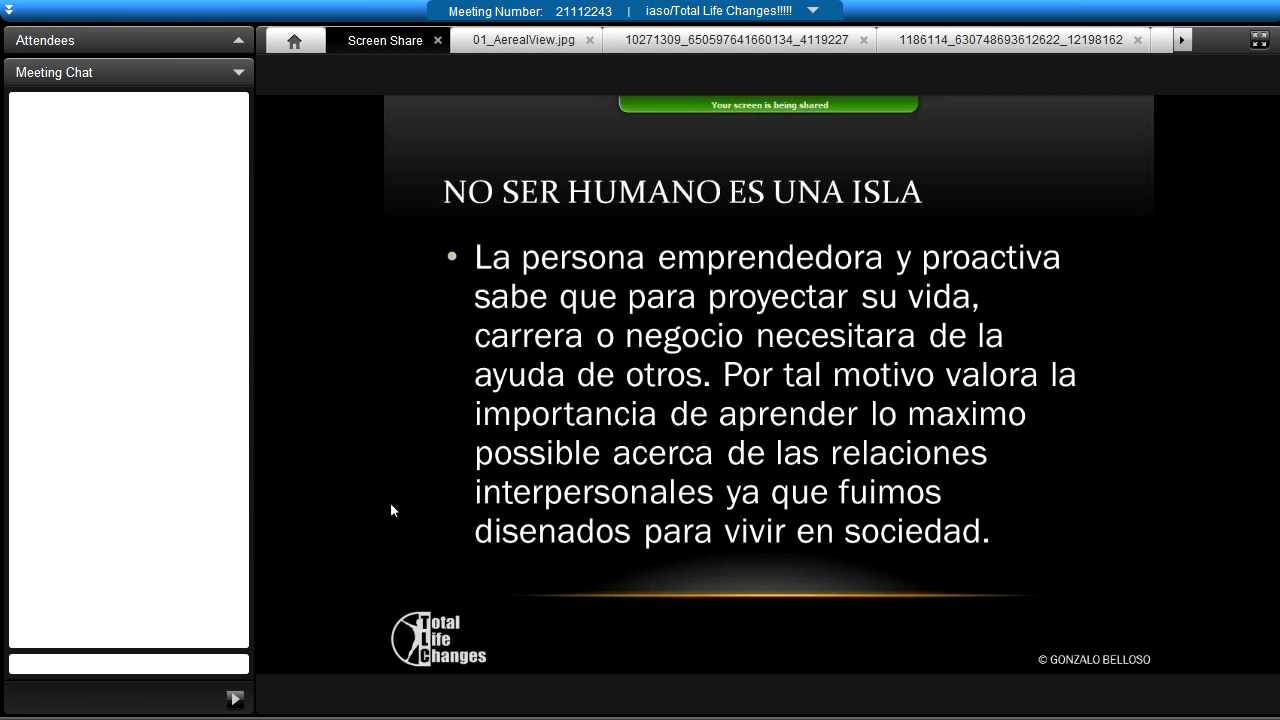 Meeting Number: 21112243 | iaso/Total Life Changes!!!!!
Attendees
Screen Share
01_AerealView.jpg
10271309_650597641660134_4119227
1186114_630748693612622_12198162
Meeting Chat
Your screen is being shared
NO SER HUMANO ES UNA ISLA
• La persona emprendedora y proactiva
sabe que para proyectar su vida,
carrera o negocio necesitara de la
ayuda de otros. Por tal motivo valora la
importancia de aprender lo maximo
possible acerca de las relaciones
interpersonales ya que fuimos
disenados para vivir en sociedad.
Total
Life
Changes
© GONZALO BELLOSO